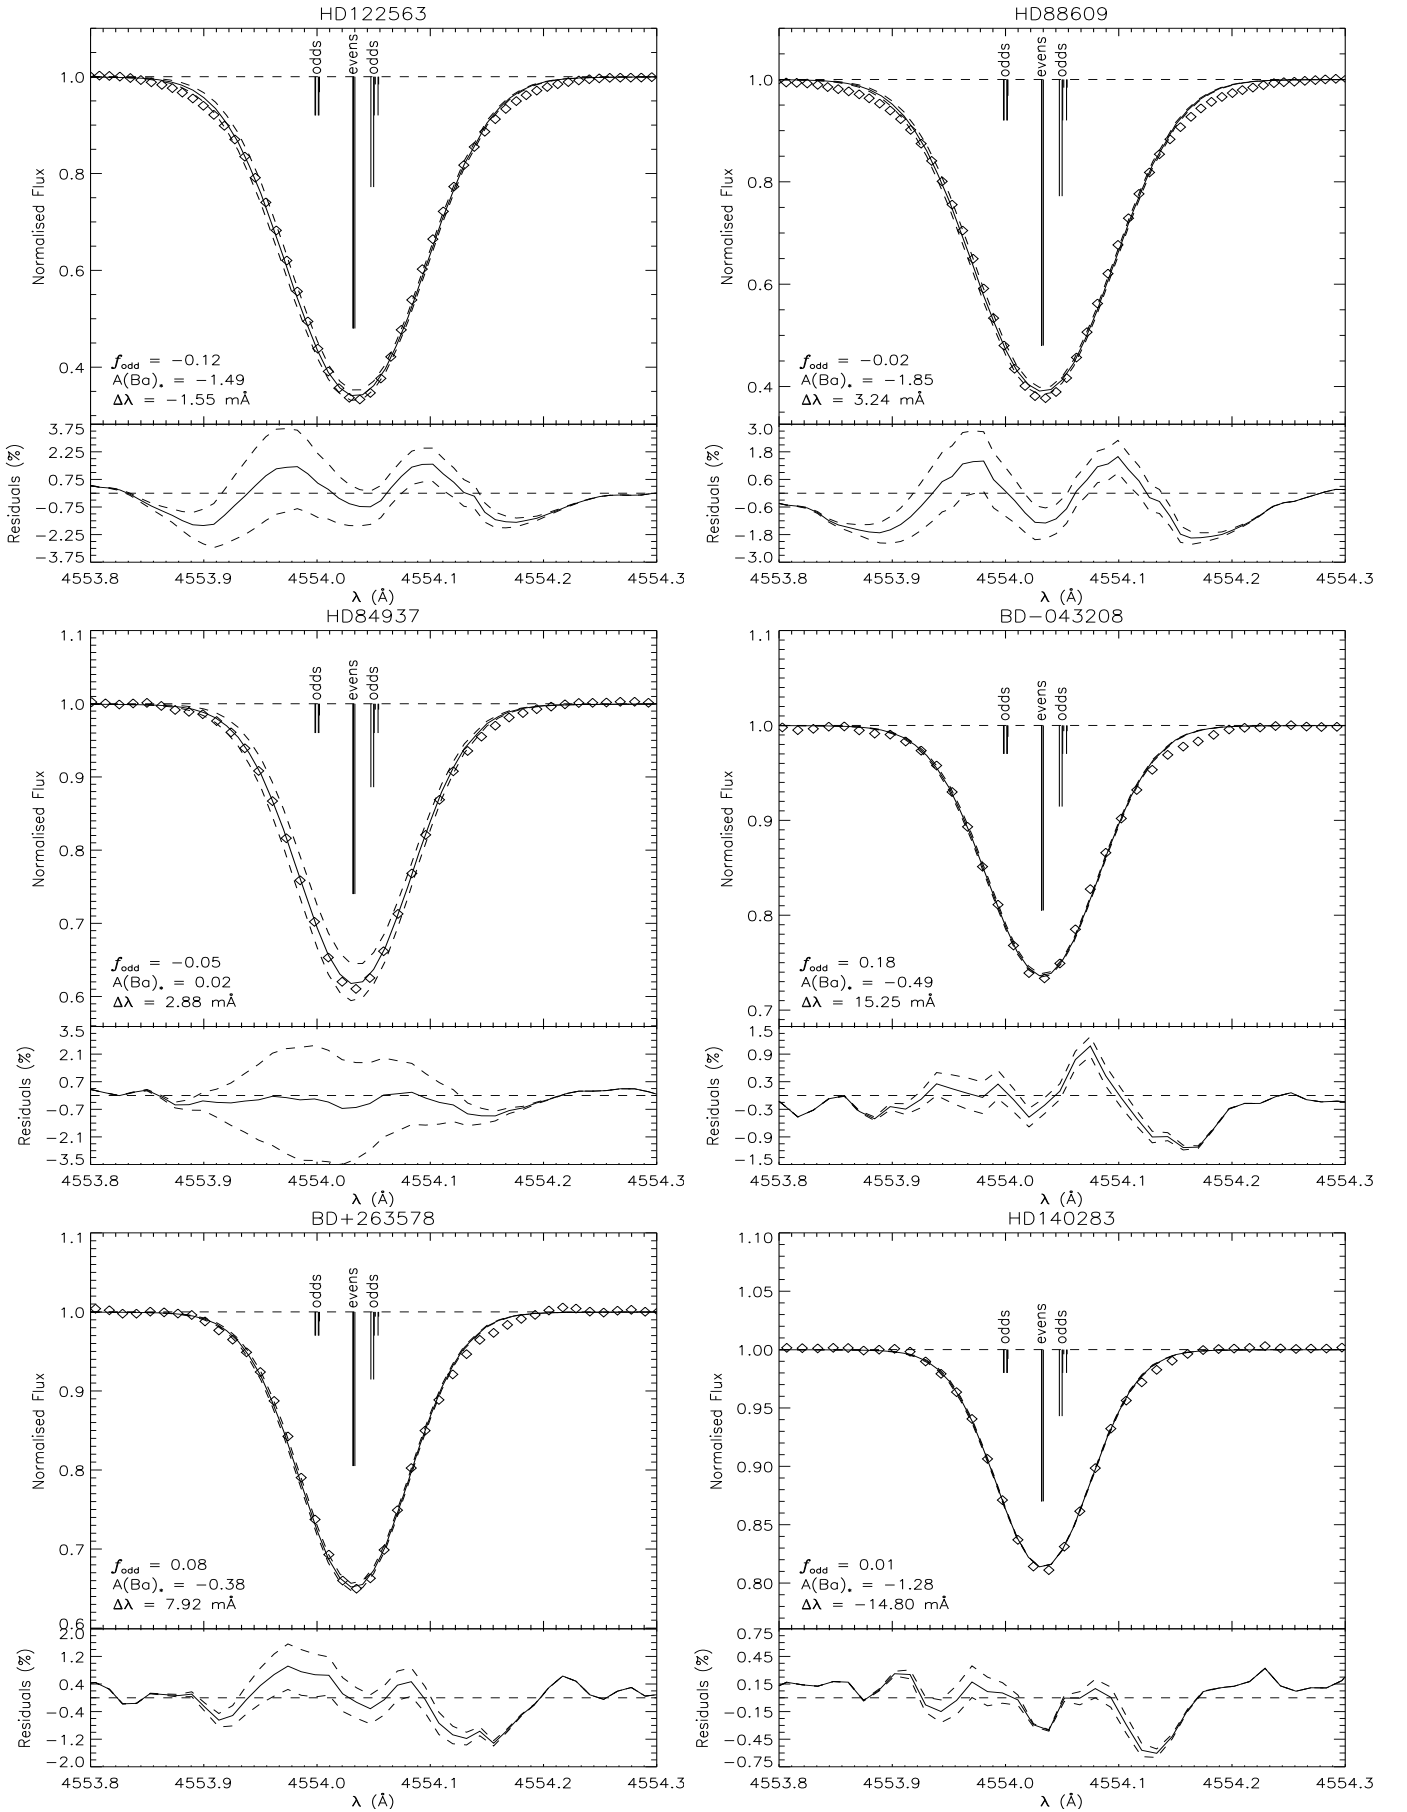 HD122563
odds
evens
odds
1.0
0.8
0.6
0.4
Normalised Flux
fodd = −0.12
A(Ba)* = −1.49
Δλ = −1.55 mÅ
3.75
2.25
0.75
−0.75
−2.25
−3.75
Residuals (%)
4553.8 4553.9 4554.0 4554.1 4554.2 4554.3
λ (Å)
HD88609
odds
evens
odds
1.0
0.8
0.6
0.4
Normalised Flux
fodd = −0.02
A(Ba)* = −1.85
Δλ = 3.24 mÅ
3.0
1.8
0.6
−0.6
−1.8
−3.0
Residuals (%)
4553.8 4553.9 4554.0 4554.1 4554.2 4554.3
λ (Å)
HD84937
odds
evens
odds
1.1
1.0
0.9
0.8
0.7
0.6
Normalised Flux
fodd = −0.05
A(Ba)* = 0.02
Δλ = 2.88 mÅ
3.5
2.1
0.7
−0.7
−2.1
−3.5
Residuals (%)
4553.8 4553.9 4554.0 4554.1 4554.2 4554.3
λ (Å)
BD−043208
odds
evens
odds
1.1
1.0
0.9
0.8
0.7
Normalised Flux
fodd = 0.18
A(Ba)* = −0.49
Δλ = 15.25 mÅ
1.5
0.9
0.3
−0.3
−0.9
−1.5
Residuals (%)
4553.8 4553.9 4554.0 4554.1 4554.2 4554.3
λ (Å)
BD+263578
odds
evens
odds
1.1
1.0
0.9
0.8
0.7
0.6
Normalised Flux
fodd = 0.08
A(Ba)* = −0.38
Δλ = 7.92 mÅ
2.0
1.2
0.4
−0.4
−1.2
−2.0
Residuals (%)
4553.8 4553.9 4554.0 4554.1 4554.2 4554.3
λ (Å)
HD140283
odds
evens
odds
1.10
1.05
1.00
0.95
0.90
0.85
0.80
Normalised Flux
fodd = 0.01
A(Ba)* = −1.28
Δλ = −14.80 mÅ
0.75
0.45
0.15
−0.15
−0.45
−0.75
Residuals (%)
4553.8 4553.9 4554.0 4554.1 4554.2 4554.3
λ (Å)